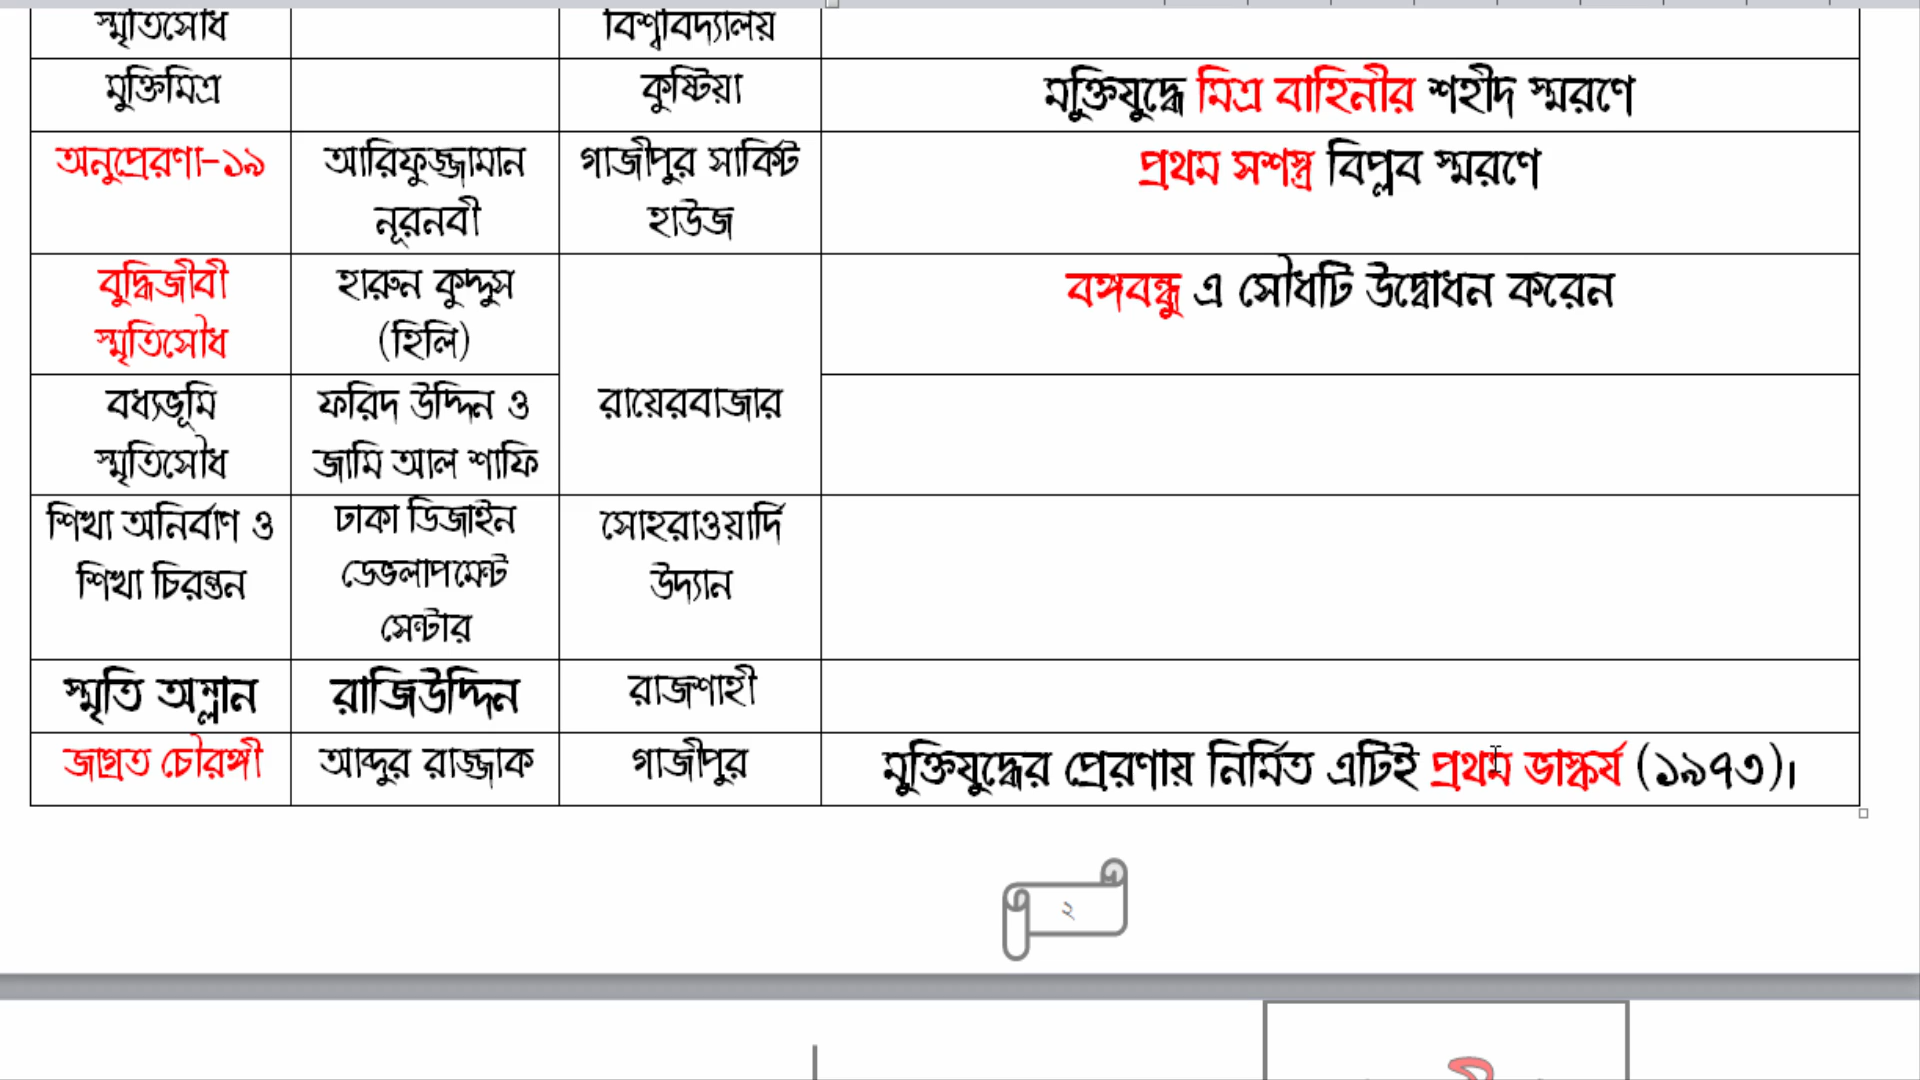 স্মৃতিসৌধ
বিশ্ববিদ্যালয়
মুক্তিমিত্র
কুষ্টিয়া
মুক্তিযুদ্ধে মিত্র বাহিনীর শহীদ স্মরণে
অনুপ্রেরণা-১৯
আরিফুজ্জামান
নূরনবী
গাজীপুর সার্কিট
হাউজ
প্রথম সশস্ত্র বিপ্লব স্মরণে
বুদ্ধিজীবী
স্মৃতিসৌধ
হারুন কুদ্দুস
(হিলি)
বঙ্গবন্ধু এ সৌধটি উদ্বোধন করেন
বধ্যভূমি
স্মৃতিসৌধ
ফরিদ উদ্দিন ও
জামি আল শাফি
রায়েরবাজার
শিখা অনির্বাণ ও
শিখা চিরন্তন
ঢাকা ডিজাইন
ডেভলাপমেন্ট
সেন্টার
সোহরাওয়ার্দি
উদ্যান
স্মৃতি অম্লান
রাজিউদ্দিন
রাজশাহী
জাগ্রত চৌরঙ্গী
আব্দুর রাজ্জাক
গাজীপুর
মুক্তিযুদ্ধের প্রেরণায় নির্মিত এটিই প্রথম ভাস্কর্য (১৯৭৩)।
২